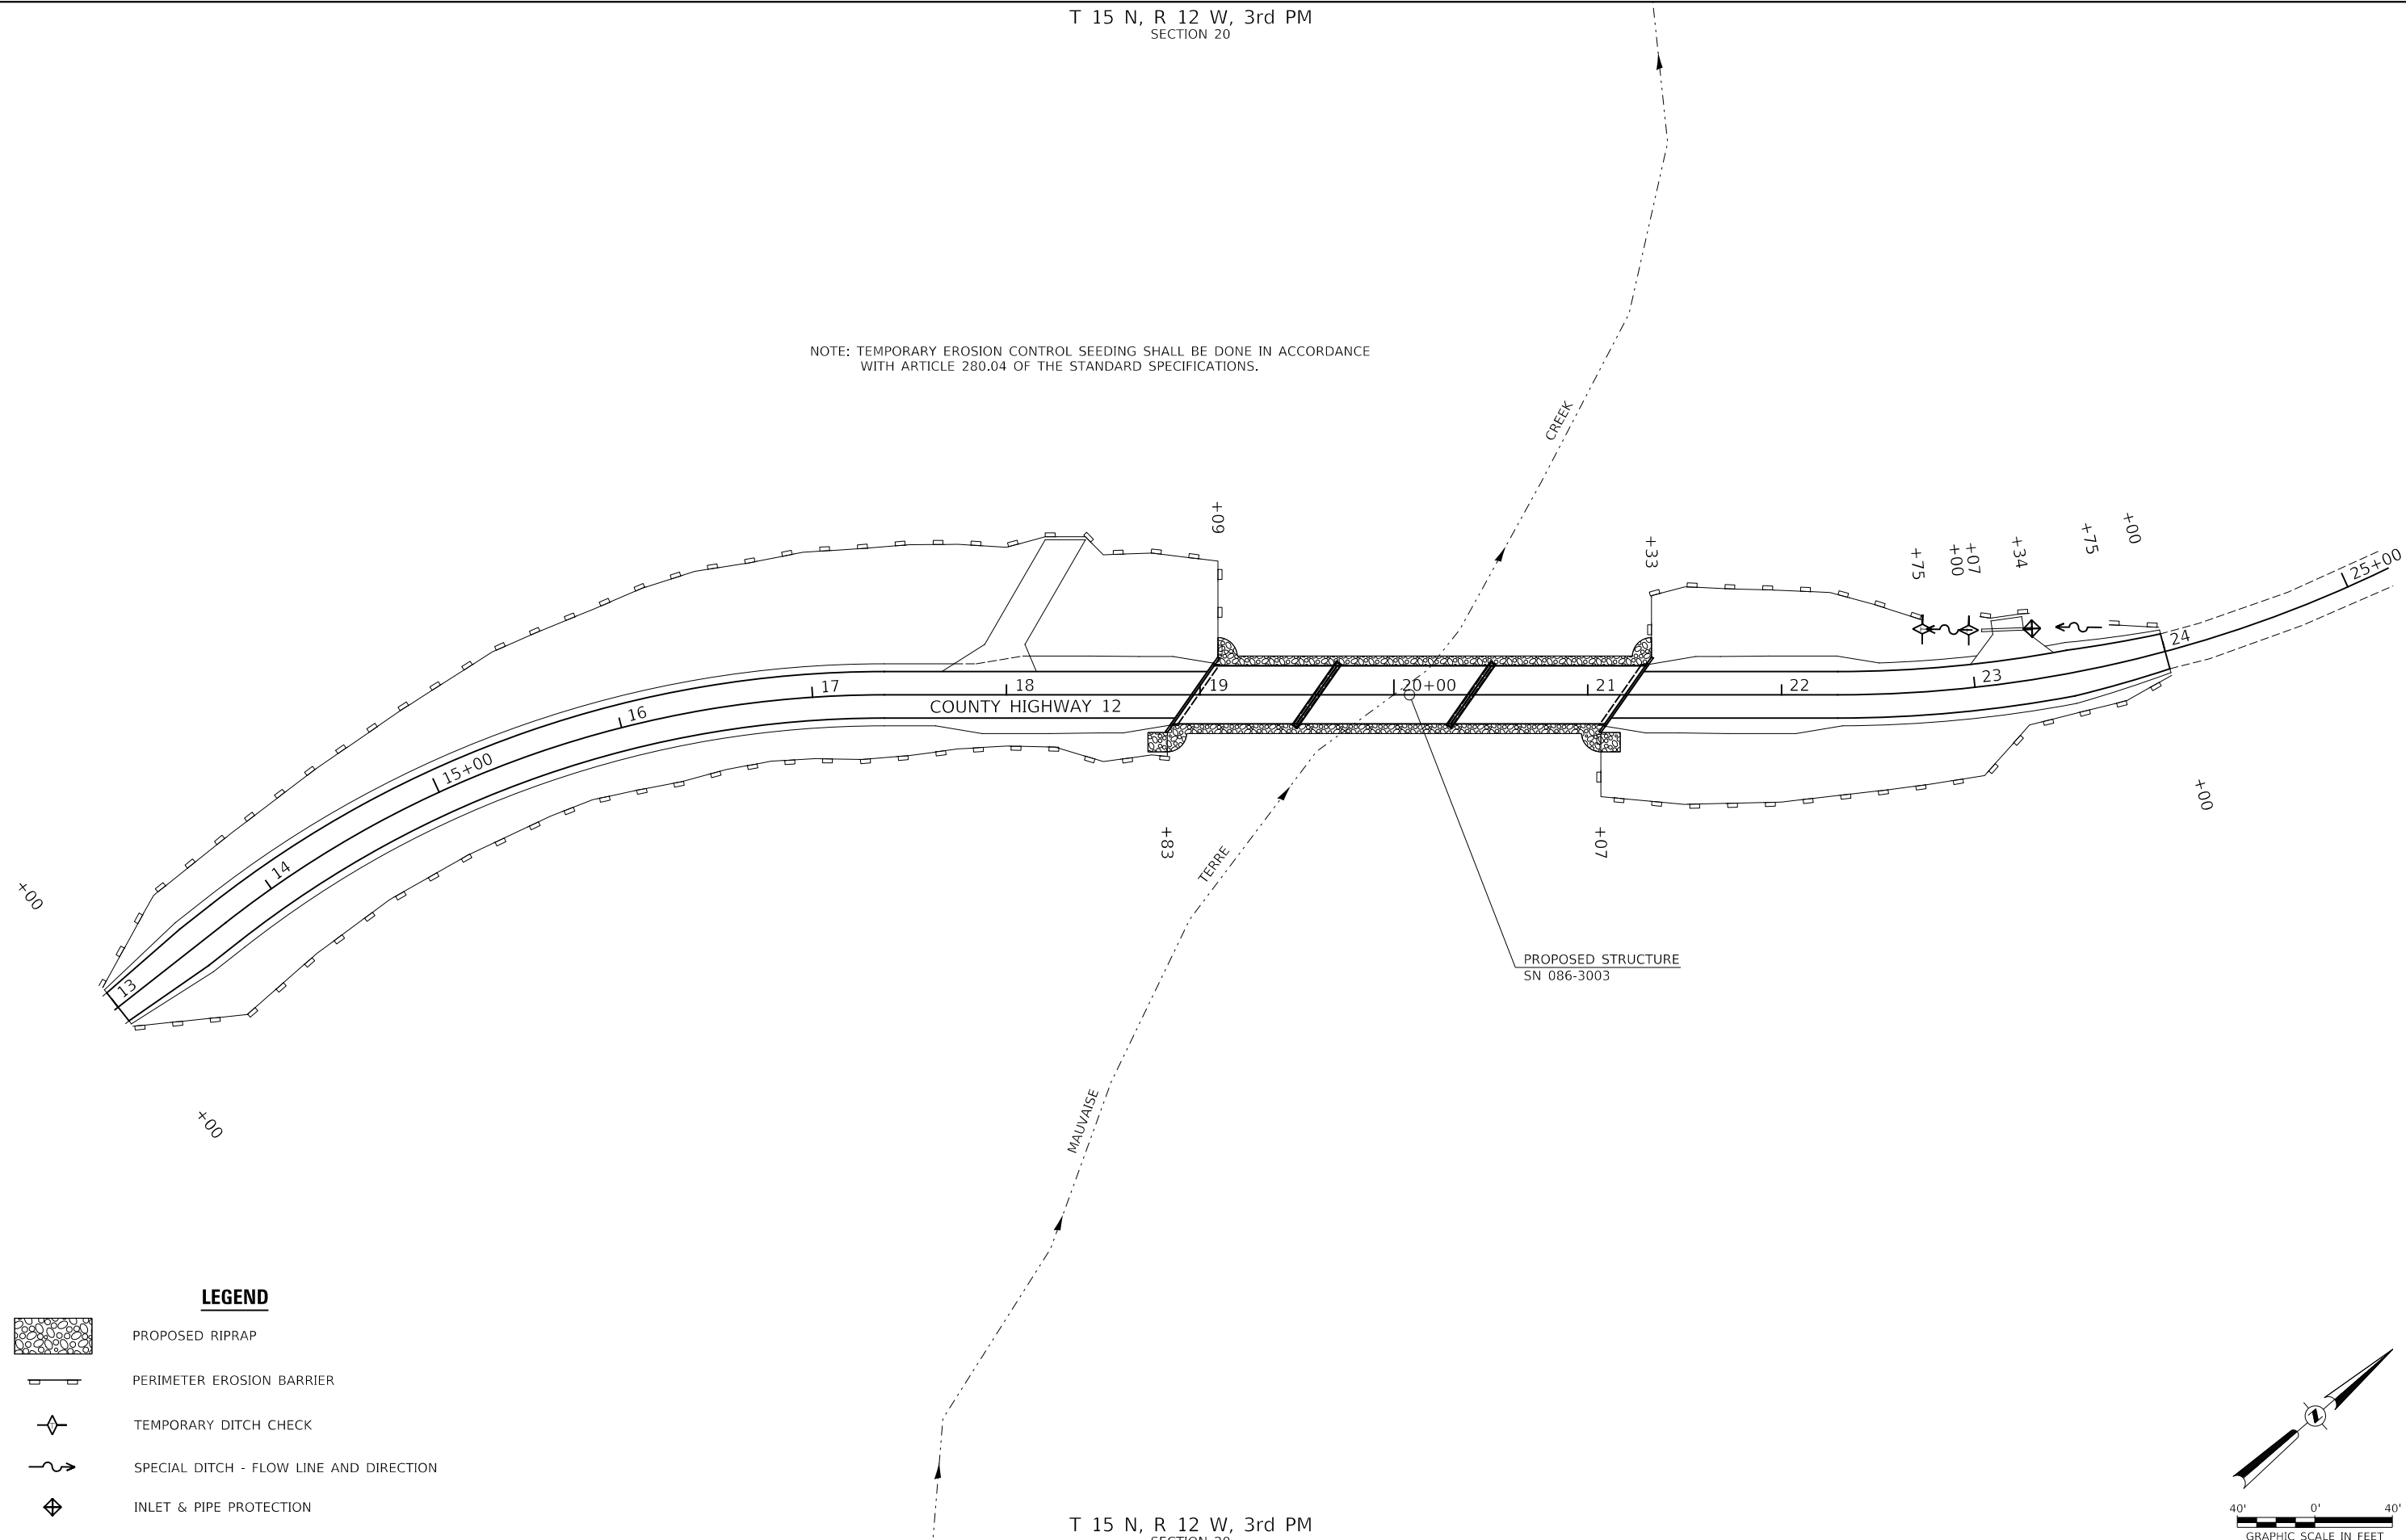 T 15 N, R 12 W, 3rd PM
SECTION 20
NOTE: TEMPORARY EROSION CONTROL SEEDING SHALL BE DONE IN ACCORDANCE
WITH ARTICLE 280.04 OF THE STANDARD SPECIFICATIONS.
CREEK
+09
+33
+75
+00
+07
+34
+75
+00
25+00
24
23
22
21
20+00
19
18
17
16
15+00
14
13
COUNTY HIGHWAY 12
+00
+00
+83
+07
+00
TERRE
MAUVAISE
PROPOSED STRUCTURE
SN 086-3003
LEGEND
PROPOSED RIPRAP
PERIMETER EROSION BARRIER
TEMPORARY DITCH CHECK
SPECIAL DITCH - FLOW LINE AND DIRECTION
INLET & PIPE PROTECTION
Z
40' 0' 40'
GRAPHIC SCALE IN FEET
T 15 N, R 12 W, 3rd PM
SECTION 20